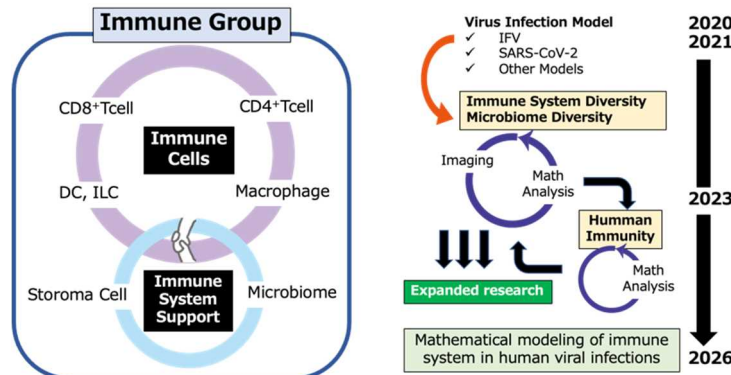 Immune Group
CD8⁺Tcell
CD4⁺Tcell
Immune
Cells
DC, ILC
Macrophage
Storoma Cell
Immune
System
Support
Microbiome
Virus Infection Model
✓ IFV
✓ SARS-CoV-2
✓ Other Models
Immune System Diversity
Microbiome Diversity
Imaging
Math
Analysis
Humman
Immunity
Math
Analysis
Expanded research
Mathematical modeling of immune
system in human viral infections
2020
2021
2023
2026